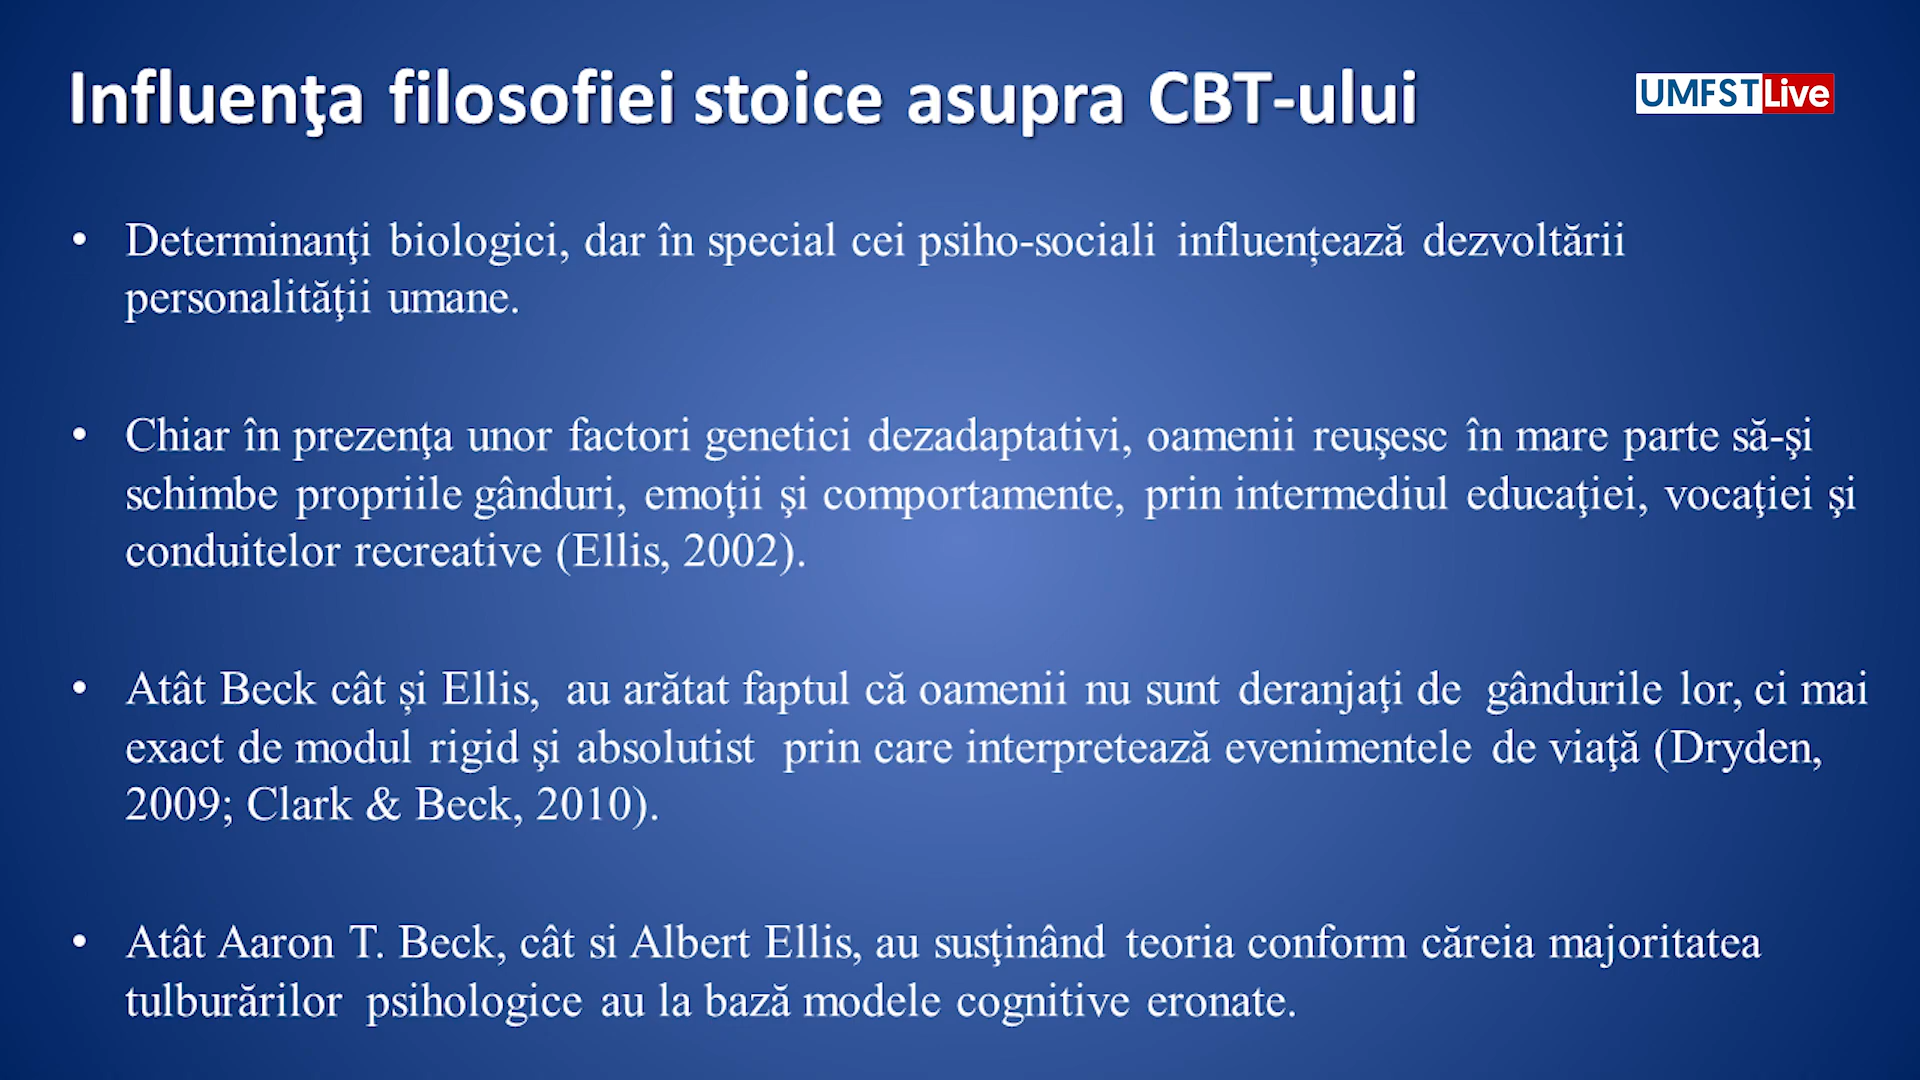 Influenţa filosofiei stoice asupra CBT-ului
UMFST Live
• Determinanţi biologici, dar în special cei psiho-sociali influențează dezvoltării
personalităţii umane.
• Chiar în prezenţa unor factori genetici dezadaptativi, oamenii reuşesc în mare parte să-şi
schimbe propriile gânduri, emoţii şi comportamente, prin intermediul educaţiei, vocaţiei şi
conduitelor recreative (Ellis, 2002).
• Atât Beck cât și Ellis, au arătat faptul că oamenii nu sunt deranjaţi de gândurile lor, ci mai
exact de modul rigid şi absolutist prin care interpretează evenimentele de viaţă (Dryden,
2009; Clark & Beck, 2010).
• Atât Aaron T. Beck, cât si Albert Ellis, au susţinând teoria conform căreia majoritatea
tulburărilor psihologice au la bază modele cognitive eronate.